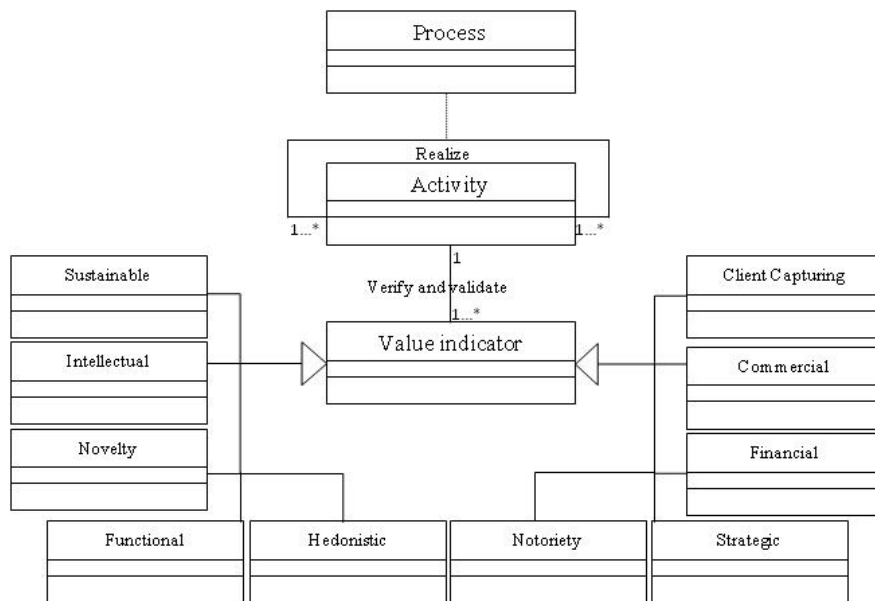 Process
Realize
Activity
1...*
1...*
1
Verify and validate
1...*
Value indicator
Sustainable
Intellectual
Novelty
Client Capturing
Commercial
Financial
Functional
Hedonistic
Notoriety
Strategic